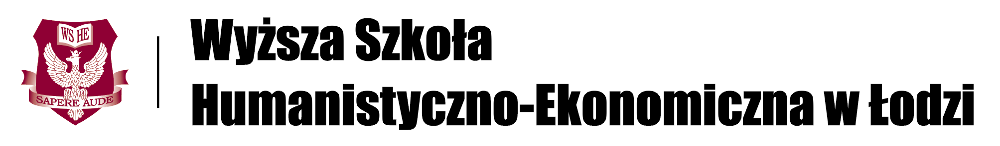 WS HE
SAPERE AUDE
Wyższa Szkoła
Humanistyczno-Ekonomiczna w Łodzi